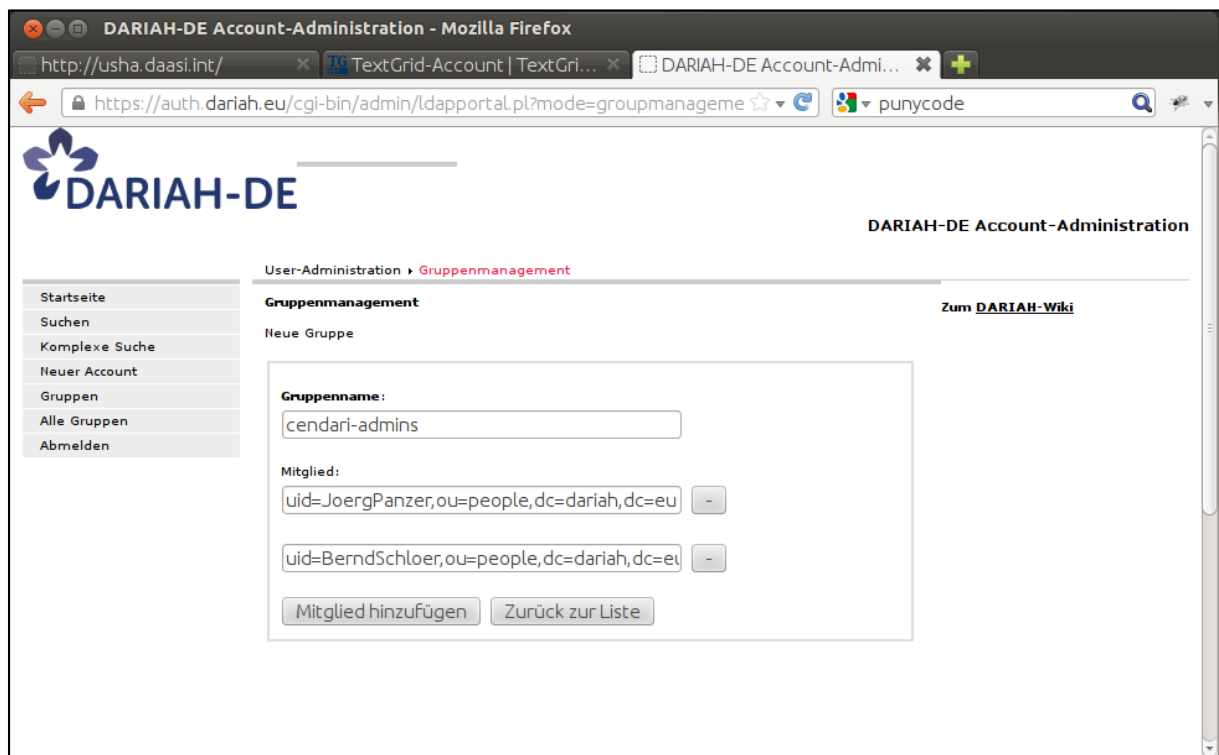 DARIAH-DE Account-Administration - Mozilla Firefox
http://usha.daasi.int/ TG TextGrid-Account | TextGri... DARIAH-DE Account-Admi...
https://auth.dariah.eu/cgi-bin/admin/ldapportal.pl?mode=groupmanageme punycode
DARIAH-DE
DARIAH-DE Account-Administration
User-Administration ▸ Gruppenmanagement
Startseite
Suchen
Komplexe Suche
Neuer Account
Gruppen
Alle Gruppen
Abmelden
Gruppenmanagement
Neue Gruppe
Gruppenname:
cendari-admins
Mitglied:
uid=JoergPanzer,ou=people,dc=dariah,dc=eu -
uid=BerndSchloer,ou=people,dc=dariah,dc=eu -
Mitglied hinzufügen Zurück zur Liste
Zum DARIAH-Wiki